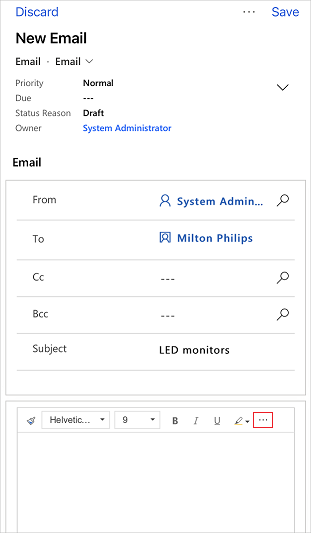 Discard ... Save
New Email
Email · Email
Priority Normal
Due ---
Status Reason Draft
Owner System Administrator
Email
From System Admin...
To Milton Philips
Cc ---
Bcc ---
Subject LED monitors
Helvetic... 9 B I U ...